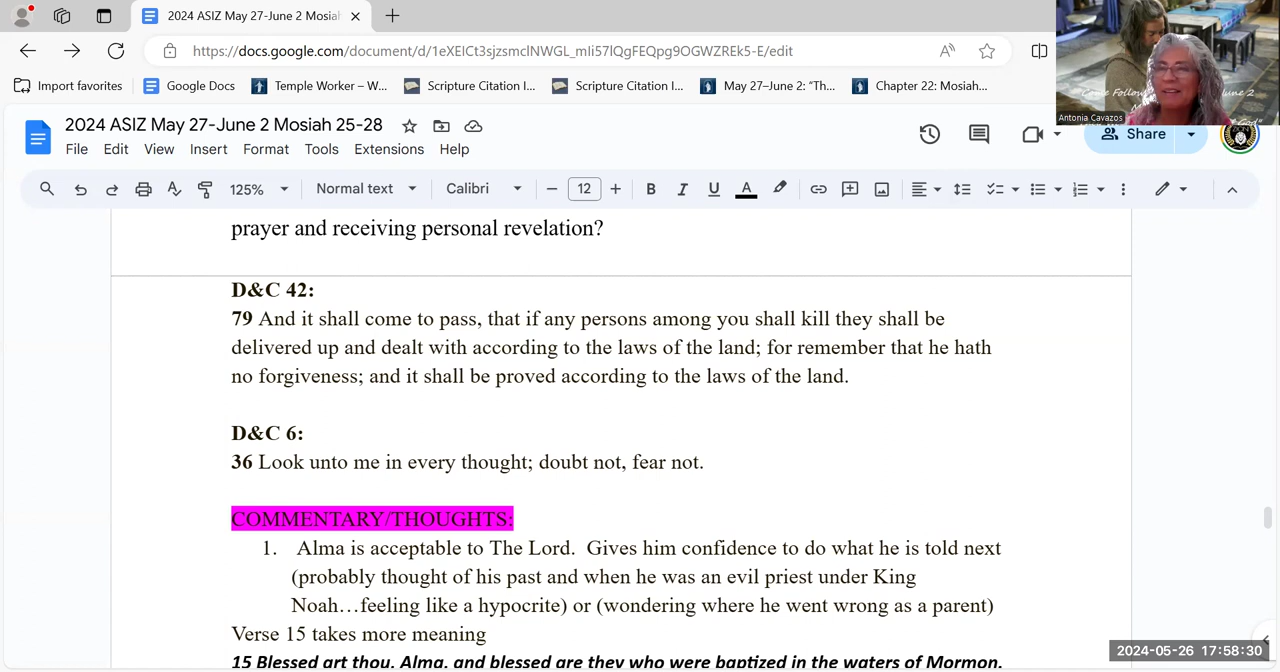 2024 ASIZ May 27-June 2 Mosiah
https://docs.google.com/document/d/1eXEICt3sjzsmclNWGL_mIi57lQgFEQpg9OGWZREk5-E/edit
Import favorites Google Docs Temple Worker – W... Scripture Citation I... Scripture Citation I... May 27–June 2: “Th... Chapter 22: Mosiah...
Antonia Cavazos
2024 ASIZ May 27-June 2 Mosiah 25-28
File Edit View Insert Format Tools Extensions Help
Share
125% Normal text Calibri 12 B I U A
prayer and receiving personal revelation?
D&C 42:
79 And it shall come to pass, that if any persons among you shall kill they shall be
delivered up and dealt with according to the laws of the land; for remember that he hath
no forgiveness; and it shall be proved according to the laws of the land.
D&C 6:
36 Look unto me in every thought; doubt not, fear not.
COMMENTARY/THOUGHTS:
1. Alma is acceptable to The Lord. Gives him confidence to do what he is told next
(probably thought of his past and when he was an evil priest under King
Noah…feeling like a hypocrite) or (wondering where he went wrong as a parent)
Verse 15 takes more meaning
15 Blessed art thou, Alma, and blessed are they who were baptized in the waters of Mormon.
2024-05-26 17:58:30